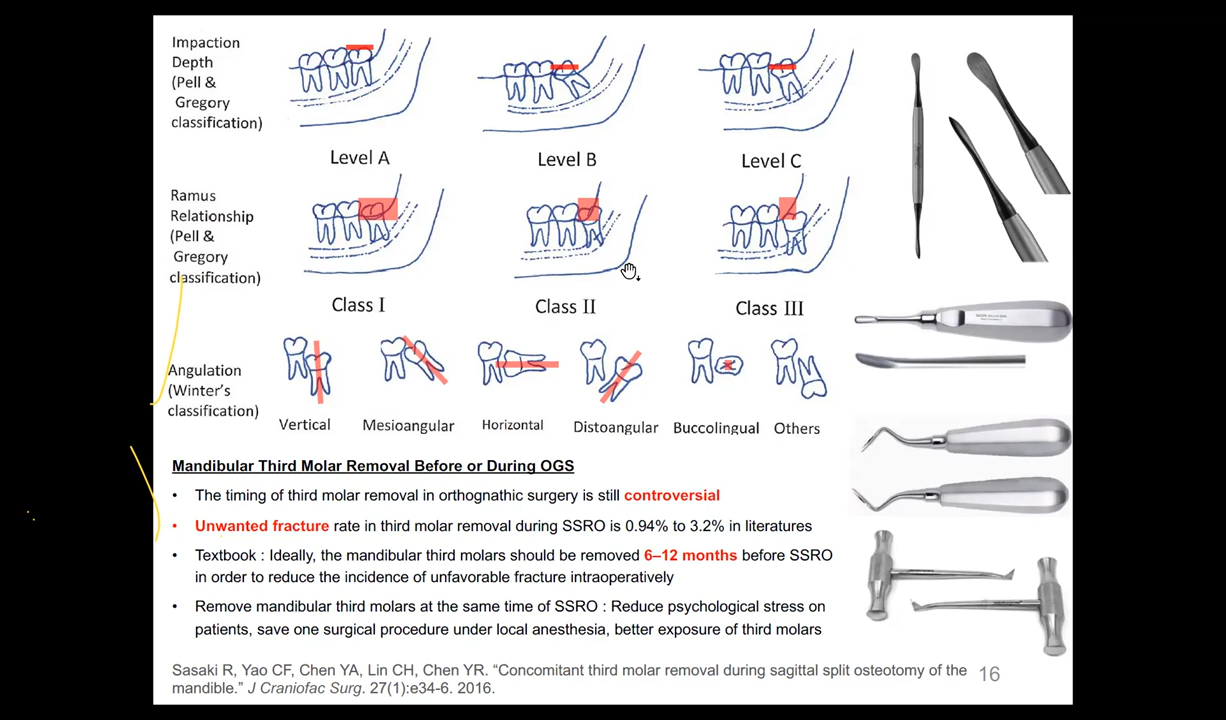 Impaction
Depth
(Pell &
Gregory
classification)
Level A
Level B
Level C
Ramus
Relationship
(Pell &
Gregory
classification)
Class I
Class II
Class III
Angulation
(Winter's
classification)
Vertical
Mesioangular
Horizontal
Distoangular
Buccolingual
Others
Mandibular Third Molar Removal Before or During OGS
• The timing of third molar removal in orthognathic surgery is still controversial
• Unwanted fracture rate in third molar removal during SSRO is 0.94% to 3.2% in literatures
• Textbook : Ideally, the mandibular third molars should be removed 6–12 months before SSRO
in order to reduce the incidence of unfavorable fracture intraoperatively
• Remove mandibular third molars at the same time of SSRO : Reduce psychological stress on
patients, save one surgical procedure under local anesthesia, better exposure of third molars
Sasaki R, Yao CF, Chen YA, Lin CH, Chen YR. “Concomitant third molar removal during sagittal split osteotomy of the
mandible.” J Craniofac Surg. 27(1):e34-6. 2016.
16